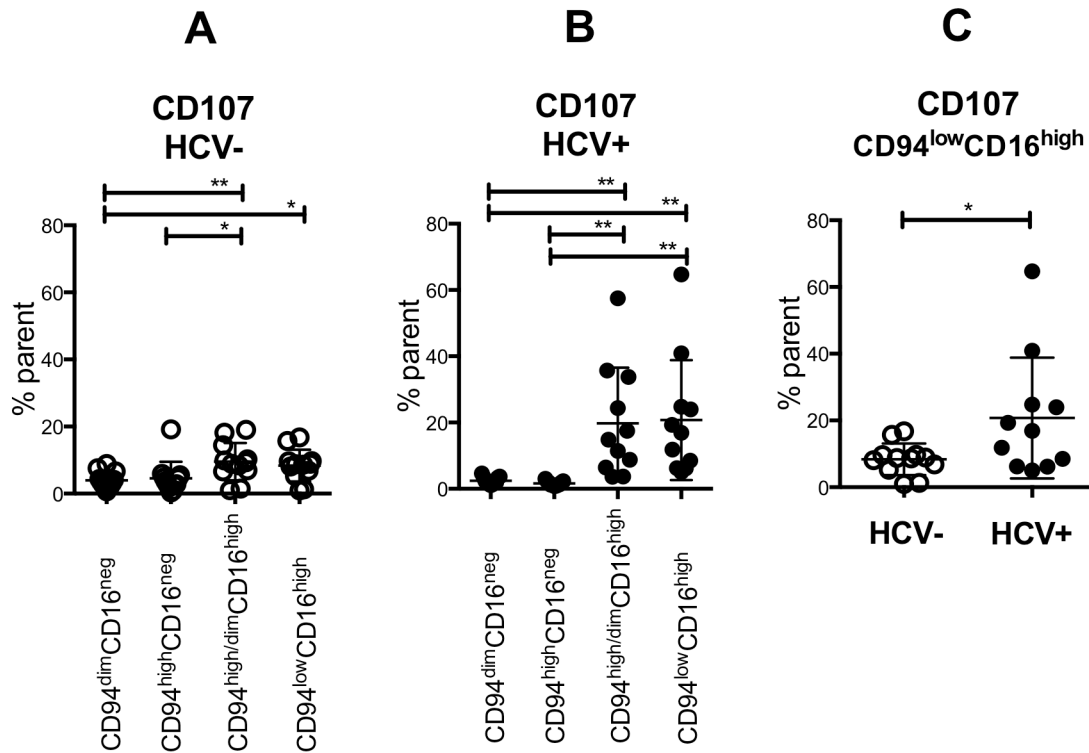 A
CD107
HCV-
**
*
*
80
60
40
20
0
% parent
CD94dimCD16neg
CD94highCD16neg
CD94high/dimCD16high
CD94lowCD16high
B
CD107
HCV+
**
**
**
**
80
60
40
20
0
% parent
CD94dimCD16neg
CD94highCD16neg
CD94high/dimCD16high
CD94lowCD16high
C
CD107
CD94lowCD16high
*
80
60
40
20
0
% parent
HCV-
HCV+